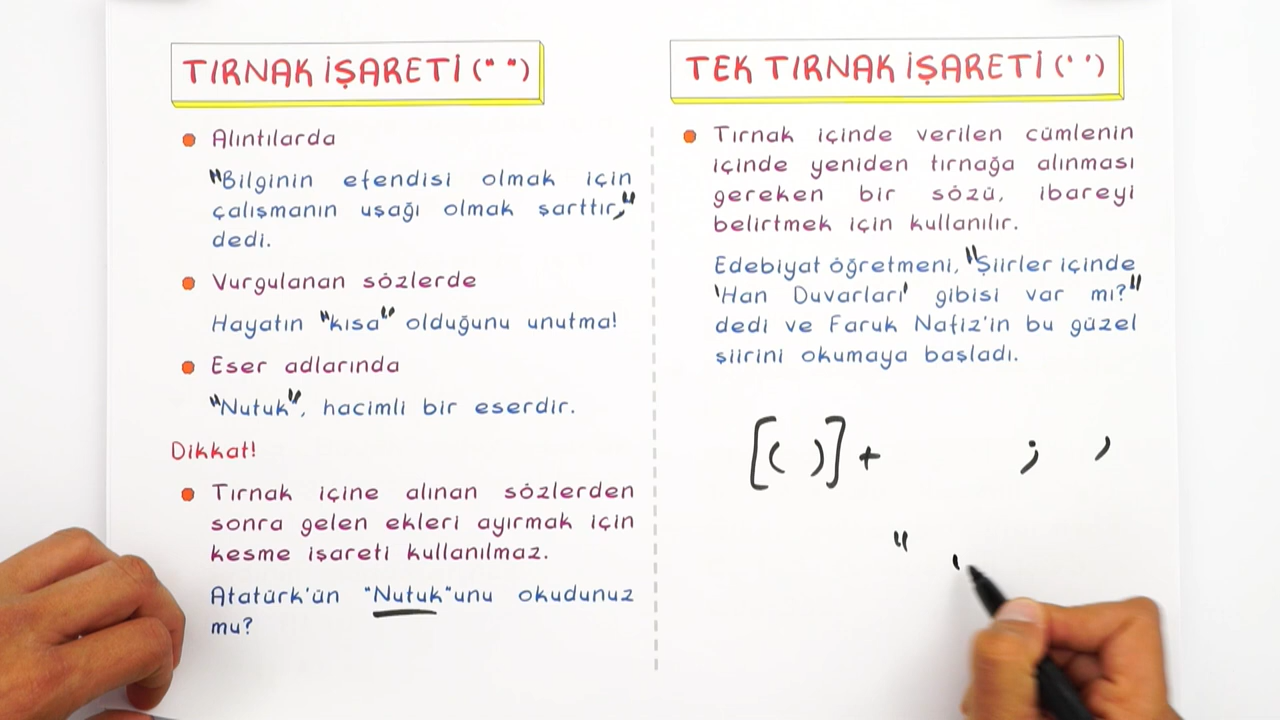 TIRNAK İŞARETİ (“ ”)
• Alıntılarda
"Bilginin efendisi olmak için
çalışmanın uşağı olmak şarttır,"
dedi.
• Vurgulanan sözlerde
Hayatın "kısa" olduğunu unutma!
• Eser adlarında
"Nutuk", hacimli bir eserdir.
Dikkat!
• Tırnak içine alınan sözlerden
sonra gelen ekleri ayırmak için
kesme işareti kullanılmaz.
Atatürk'ün "Nutuk"unu okudunuz
mu?
TEK TIRNAK İŞARETİ (‘ ’)
• Tırnak içinde verilen cümlenin
içinde yeniden tırnağa alınması
gereken bir sözü, ibareyi
belirtmek için kullanılır.
Edebiyat öğretmeni, "Şiirler içinde
'Han Duvarları' gibisi var mı?"
dedi ve Faruk Nafiz'in bu güzel
şiirini okumaya başladı.
[( )]+ ; ,
" '